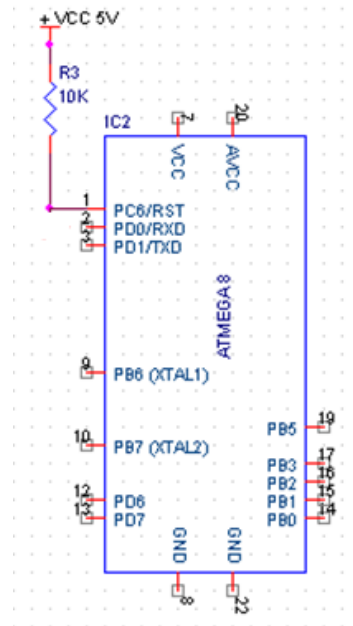 + VCC 5V
R3
10K
IC2
7
20
VCC
AVCC
1
PC6/RST
2
PD0/RXD
3
PD1/TXD
ATMEGA8
9
PB6 (XTAL1)
10
PB7 (XTAL2)
19
PB5
17
PB3
16
PB2
12
PD6
15
PB1
13
PD7
14
PB0
GND
GND
8
22